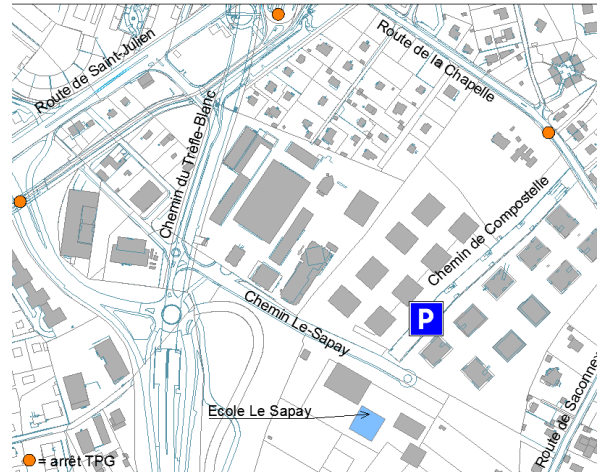 Route de Saint-Julien
Route de la Chapelle
Chemin du Trèfle-Blanc
Chemin de Compostelle
P
Chemin Le-Sapay
Ecole Le Sapay
Route de Saconnex
= arrêt TPG